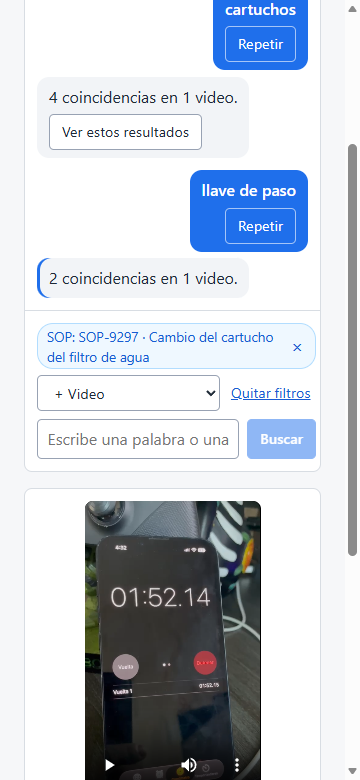 cartuchos
Repetir
4 coincidencias en 1 video.
Ver estos resultados
llave de paso
Repetir
2 coincidencias en 1 video.
SOP: SOP-9297 · Cambio del cartucho
del filtro de agua
×
+ Video
Quitar filtros
Escribe una palabra o una
Buscar
4:32
01:52.14
Vuelta
Vuelta 1
01:52.15